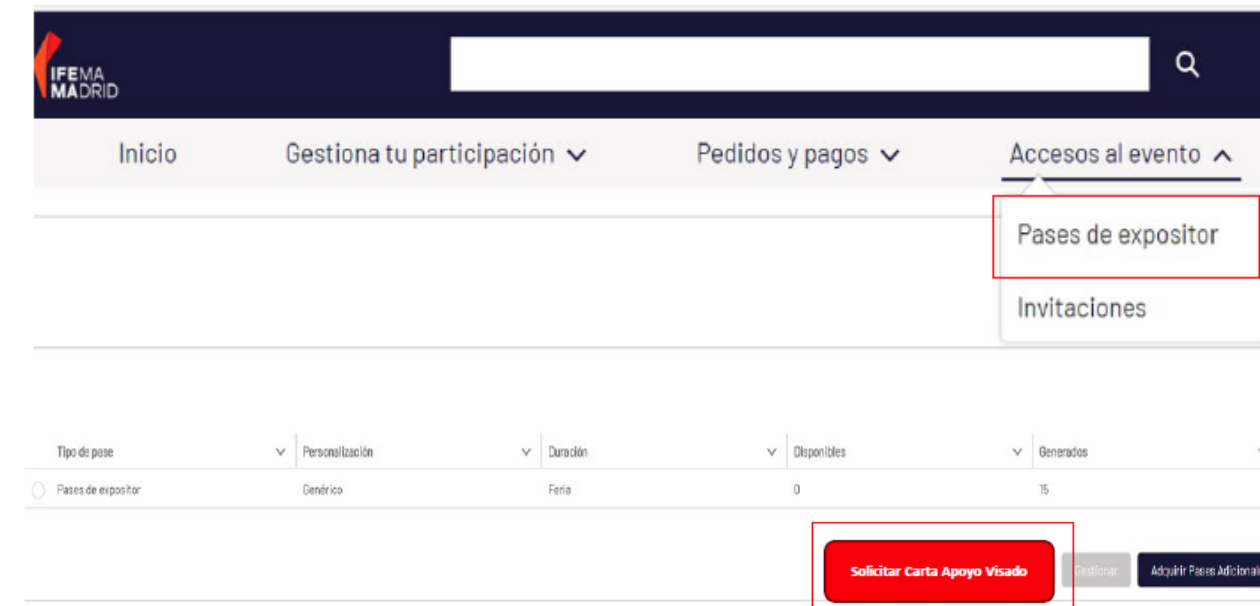 IFEMA
MADRID
Inicio Gestiona tu participación Pedidos y pagos Accesos al evento
Pases de expositor
Invitaciones
Tipo de pase Personalización Duración Disponibles Generados
Pases de expositor Genérico Feria 0 15
Solicitar Carta Apoyo Visado Gestionar Adquirir Pases Adicional